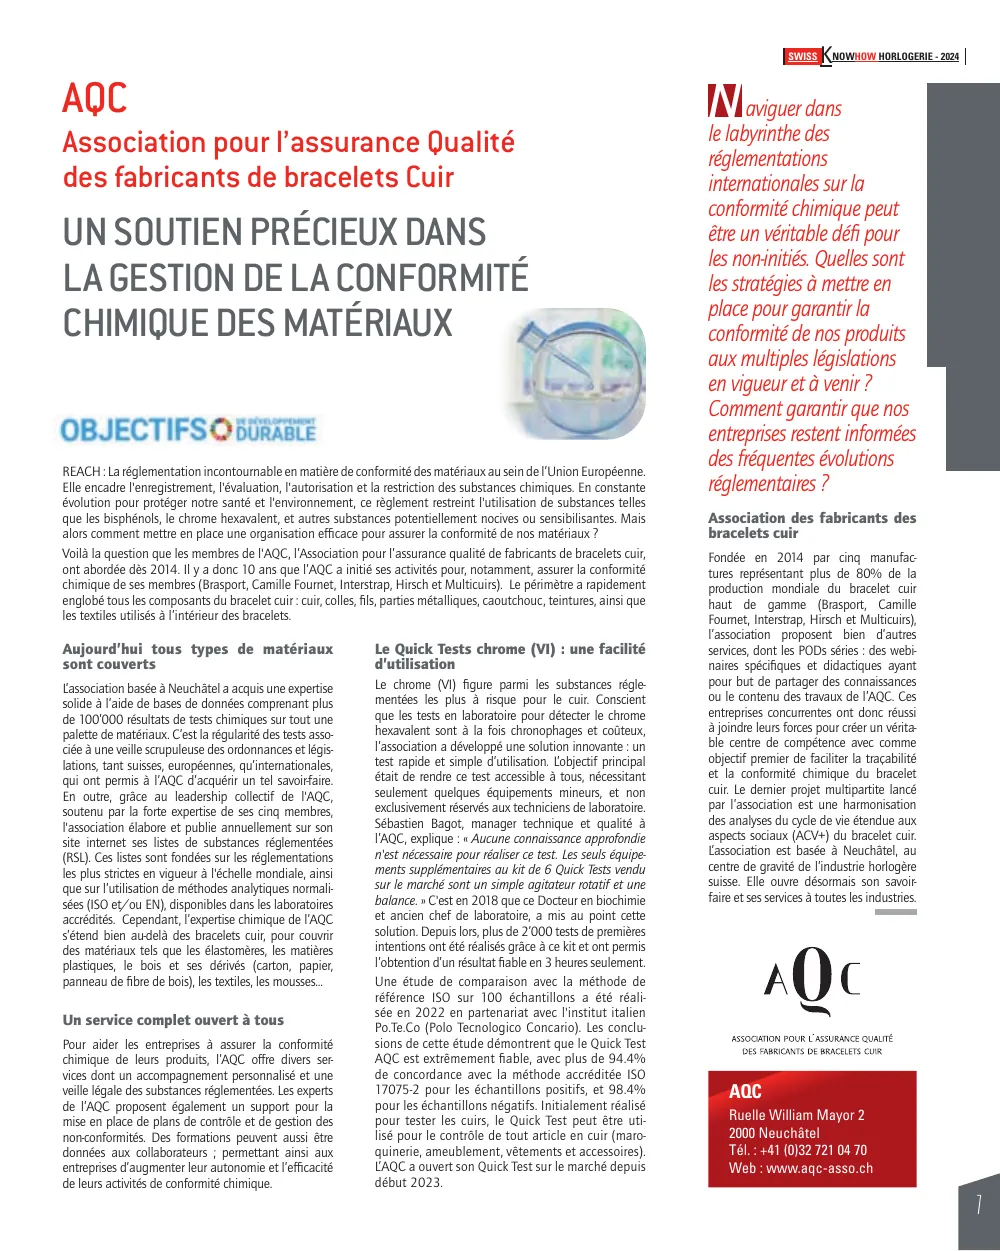 SWISS KNOWHOW HORLOGERIE - 2024
AQC
Association pour l’assurance Qualité
des fabricants de bracelets Cuir
UN SOUTIEN PRÉCIEUX DANS
LA GESTION DE LA CONFORMITÉ
CHIMIQUE DES MATÉRIAUX
OBJECTIFS DE DÉVELOPPEMENT
DURABLE
REACH : La réglementation incontournable en matière de conformité des matériaux au sein de l’Union Européenne.
Elle encadre l'enregistrement, l'évaluation, l'autorisation et la restriction des substances chimiques. En constante
évolution pour protéger notre santé et l'environnement, ce règlement restreint l'utilisation de substances telles
que les bisphénols, le chrome hexavalent, et autres substances potentiellement nocives ou sensibilisantes. Mais
alors comment mettre en place une organisation efficace pour assurer la conformité de nos matériaux ?
Voilà la question que les membres de l'AQC, l’Association pour l’assurance qualité de fabricants de bracelets cuir,
ont abordée dès 2014. Il y a donc 10 ans que l’AQC a initié ses activités pour, notamment, assurer la conformité
chimique de ses membres (Brasport, Camille Fournet, Interstrap, Hirsch et Multicuirs). Le périmètre a rapidement
englobé tous les composants du bracelet cuir : cuir, colles, fils, parties métalliques, caoutchouc, teintures, ainsi que
les textiles utilisés à l’intérieur des bracelets.
Aujourd’hui tous types de matériaux
sont couverts
L’association basée à Neuchâtel a acquis une expertise
solide à l’aide de bases de données comprenant plus
de 100’000 résultats de tests chimiques sur tout une
palette de matériaux. C’est la régularité des tests asso-
ciée à une veille scrupuleuse des ordonnances et légis-
lations, tant suisses, européennes, qu’internationales,
qui ont permis à l’AQC d’acquérir un tel savoir-faire.
En outre, grâce au leadership collectif de l'AQC,
soutenu par la forte expertise de ses cinq membres,
l'association élabore et publie annuellement sur son
site internet ses listes de substances réglementées
(RSL). Ces listes sont fondées sur les réglementations
les plus strictes en vigueur à l'échelle mondiale, ainsi
que sur l’utilisation de méthodes analytiques normali-
sées (ISO et/ou EN), disponibles dans les laboratoires
accrédités. Cependant, l’expertise chimique de l’AQC
s’étend bien au-delà des bracelets cuir, pour couvrir
des matériaux tels que les élastomères, les matières
plastiques, le bois et ses dérivés (carton, papier,
panneau de fibre de bois), les textiles, les mousses...
Un service complet ouvert à tous
Pour aider les entreprises à assurer la conformité
chimique de leurs produits, l’AQC offre divers ser-
vices dont un accompagnement personnalisé et une
veille légale des substances réglementées. Les experts
de l’AQC proposent également un support pour la
mise en place de plans de contrôle et de gestion des
non-conformités. Des formations peuvent aussi être
données aux collaborateurs ; permettant ainsi aux
entreprises d’augmenter leur autonomie et l’efficacité
de leurs activités de conformité chimique.
Le Quick Tests chrome (VI) : une facilité
d’utilisation
Le chrome (VI) figure parmi les substances régle-
mentées les plus à risque pour le cuir. Conscient
que les tests en laboratoire pour détecter le chrome
hexavalent sont à la fois chronophages et coûteux,
l’association a développé une solution innovante : un
test rapide et simple d’utilisation. L’objectif principal
était de rendre ce test accessible à tous, nécessitant
seulement quelques équipements mineurs, et non
exclusivement réservés aux techniciens de laboratoire.
Sébastien Bagot, manager technique et qualité à
l’AQC, explique : « Aucune connaissance approfondie
n'est nécessaire pour réaliser ce test. Les seuls équipe-
ments supplémentaires au kit de 6 Quick Tests vendu
sur le marché sont un simple agitateur rotatif et une
balance. » C'est en 2018 que ce Docteur en biochimie
et ancien chef de laboratoire, a mis au point cette
solution. Depuis lors, plus de 2’000 tests de premières
intentions ont été réalisés grâce à ce kit et ont permis
l’obtention d’un résultat fiable en 3 heures seulement.
Une étude de comparaison avec la méthode de
référence ISO sur 100 échantillons a été réali-
sée en 2022 en partenariat avec l'institut italien
Po.Te.Co (Polo Tecnologico Concario). Les conclu-
sions de cette étude démontrent que le Quick Test
AQC est extrêmement fiable, avec plus de 94.4%
de concordance avec la méthode accréditée ISO
17075-2 pour les échantillons positifs, et 98.4%
pour les échantillons négatifs. Initialement réalisé
pour tester les cuirs, le Quick Test peut être uti-
lisé pour le contrôle de tout article en cuir (maro-
quinerie, ameublement, vêtements et accessoires).
L’AQC a ouvert son Quick Test sur le marché depuis
début 2023.
Naviguer dans
le labyrinthe des
réglementations
internationales sur la
conformité chimique peut
être un véritable défi pour
les non-initiés. Quelles sont
les stratégies à mettre en
place pour garantir la
conformité de nos produits
aux multiples législations
en vigueur et à venir ?
Comment garantir que nos
entreprises restent informées
des fréquentes évolutions
réglementaires ?
Association des fabricants des
bracelets cuir
Fondée en 2014 par cinq manufac-
tures représentant plus de 80% de la
production mondiale du bracelet cuir
haut de gamme (Brasport, Camille
Fournet, Interstrap, Hirsch et Multicuirs),
l’association proposent bien d’autres
services, dont les PODs séries : des webi-
naires spécifiques et didactiques ayant
pour but de partager des connaissances
ou le contenu des travaux de l’AQC. Ces
entreprises concurrentes ont donc réussi
à joindre leurs forces pour créer un vérita-
ble centre de compétence avec comme
objectif premier de faciliter la traçabilité
et la conformité chimique du bracelet
cuir. Le dernier projet multipartite lancé
par l’association est une harmonisation
des analyses du cycle de vie étendue aux
aspects sociaux (ACV+) du bracelet cuir.
L’association est basée à Neuchâtel, au
centre de gravité de l’industrie horlogère
suisse. Elle ouvre désormais son savoir-
faire et ses services à toutes les industries.
AQC
ASSOCIATION POUR L’ASSURANCE QUALITÉ
DES FABRICANTS DE BRACELETS CUIR
AQC
Ruelle William Mayor 2
2000 Neuchâtel
Tél. : +41 (0)32 721 04 70
Web : www.aqc-asso.ch
7